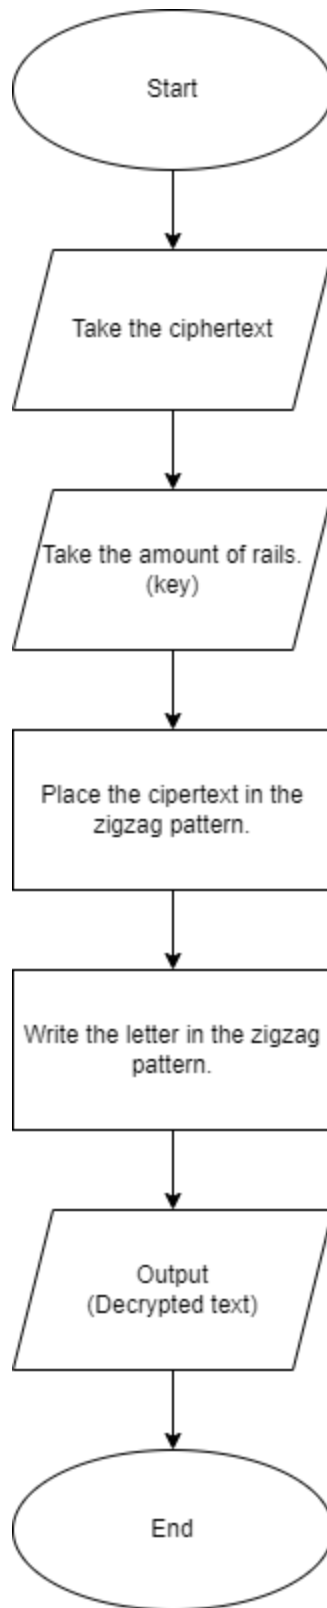 Start
Take the ciphertext
Take the amount of rails.
(key)
Place the cipertext in the
zigzag pattern.
Write the letter in the zigzag
pattern.
Output
(Decrypted text)
End